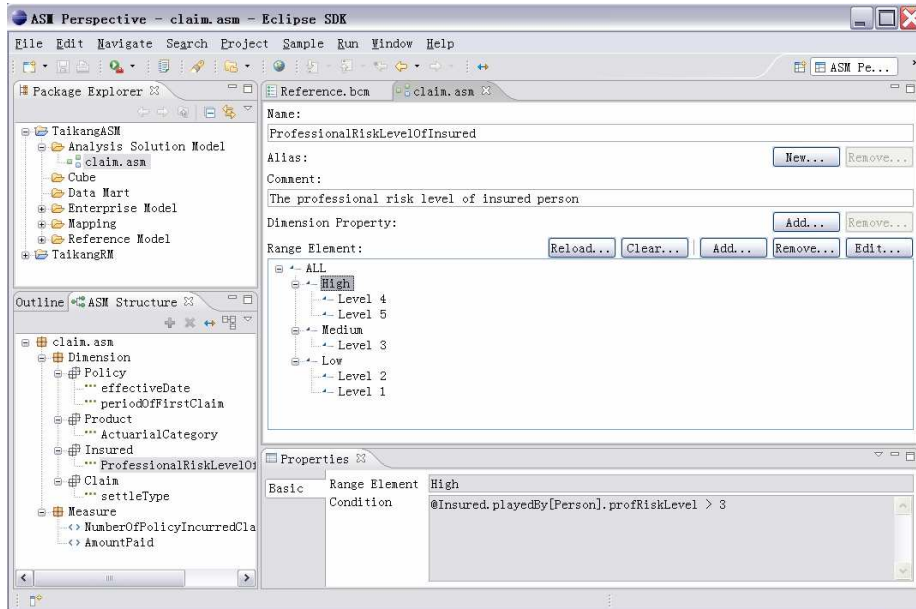 ASM Perspective - claim.asm - Eclipse SDK
File Edit Navigate Search Project Sample Run Window Help
ASM Pe...
Package Explorer
TaikangASM
Analysis Solution Model
claim.asm
Cube
Data Mart
Enterprise Model
Mapping
Reference Model
TaikangRM
Outline ASM Structure
claim.asm
Dimension
Policy
effectiveDate
periodOfFirstClaim
Product
ActuarialCategory
Insured
ProfessionalRiskLevelOf
Claim
settleType
Measure
NumberOfPolicyIncurredCla
AmountPaid
Reference.bcm claim.asm
Name:
ProfessionalRiskLevelOfInsured
Alias: New... Remove...
Comment:
The professional risk level of insured person
Dimension Property: Add... Remove...
Range Element: Reload... Clear... Add... Remove... Edit...
ALL
High
Level 4
Level 5
Medium
Level 3
Low
Level 2
Level 1
Properties
Basic
Range Element High
Condition @Insured.playedBy[Person].profRiskLevel > 3